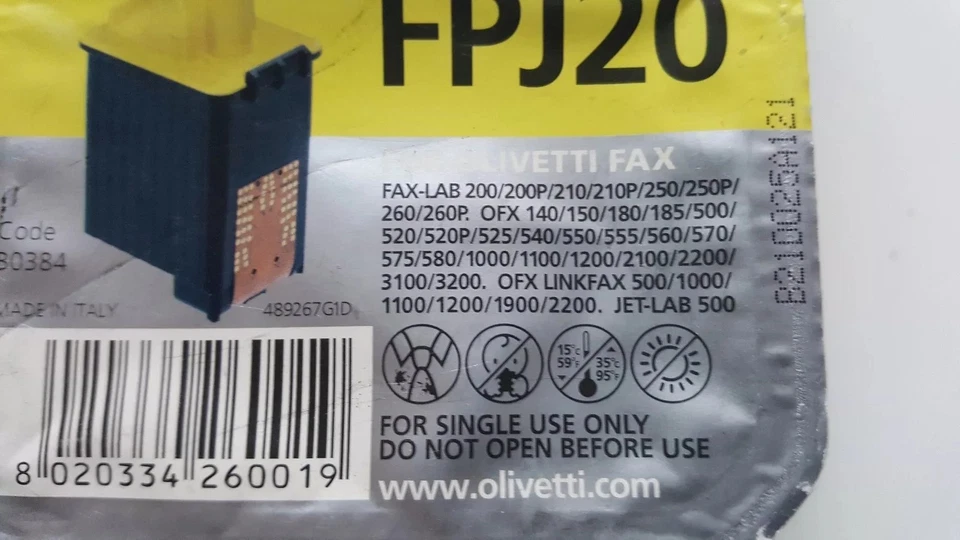 FPJ20
OLIVETTI FAX
FAX-LAB 200/200P/210/210P/250/250P/
260/260P. OFX 140/150/180/185/500/
520/520P/525/540/550/555/560/570/
575/580/1000/1100/1200/2100/2200/
3100/3200. OFX LINKFAX 500/1000/
1100/1200/1900/2200. JET-LAB 500
Code
80384
MADE IN ITALY
489267G1D
15°C
59°F
35°C
95°F
FOR SINGLE USE ONLY
DO NOT OPEN BEFORE USE
www.olivetti.com
8 020334 260019